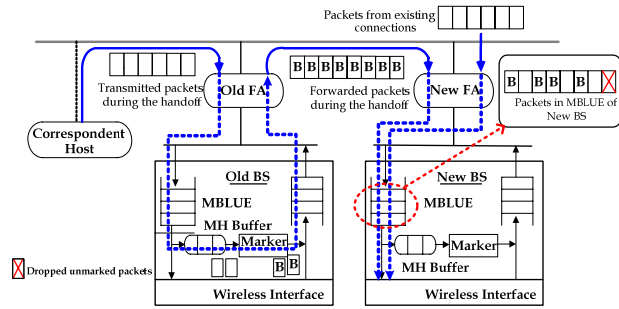 Packets from existing
connections
Transmitted packets
during the handoff
Old FA
B B B B B B B B
Forwarded packets
during the handoff
New FA
B B B B
Packets in MBLUE of
New BS
Correspondent
Host
Old BS
MBLUE
MH Buffer
Marker
B B
Wireless Interface
New BS
MBLUE
Marker
MH Buffer
Wireless Interface
Dropped unmarked packets